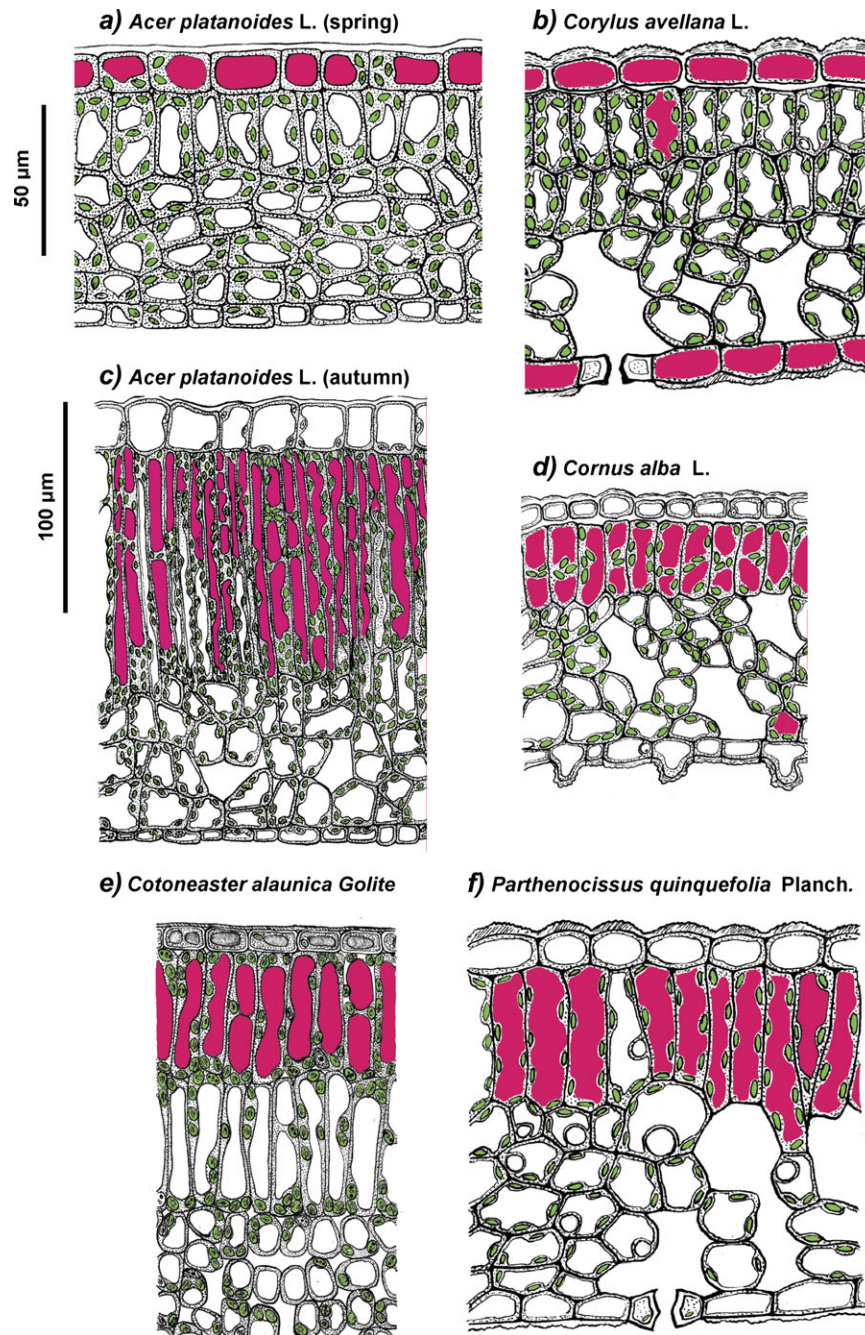 a) Acer platanoides L. (spring)
b) Corylus avellana L.
50 µm
c) Acer platanoides L. (autumn)
d) Cornus alba L.
100 µm
e) Cotoneaster alaunica Golite
f) Parthenocissus quinquefolia Planch.